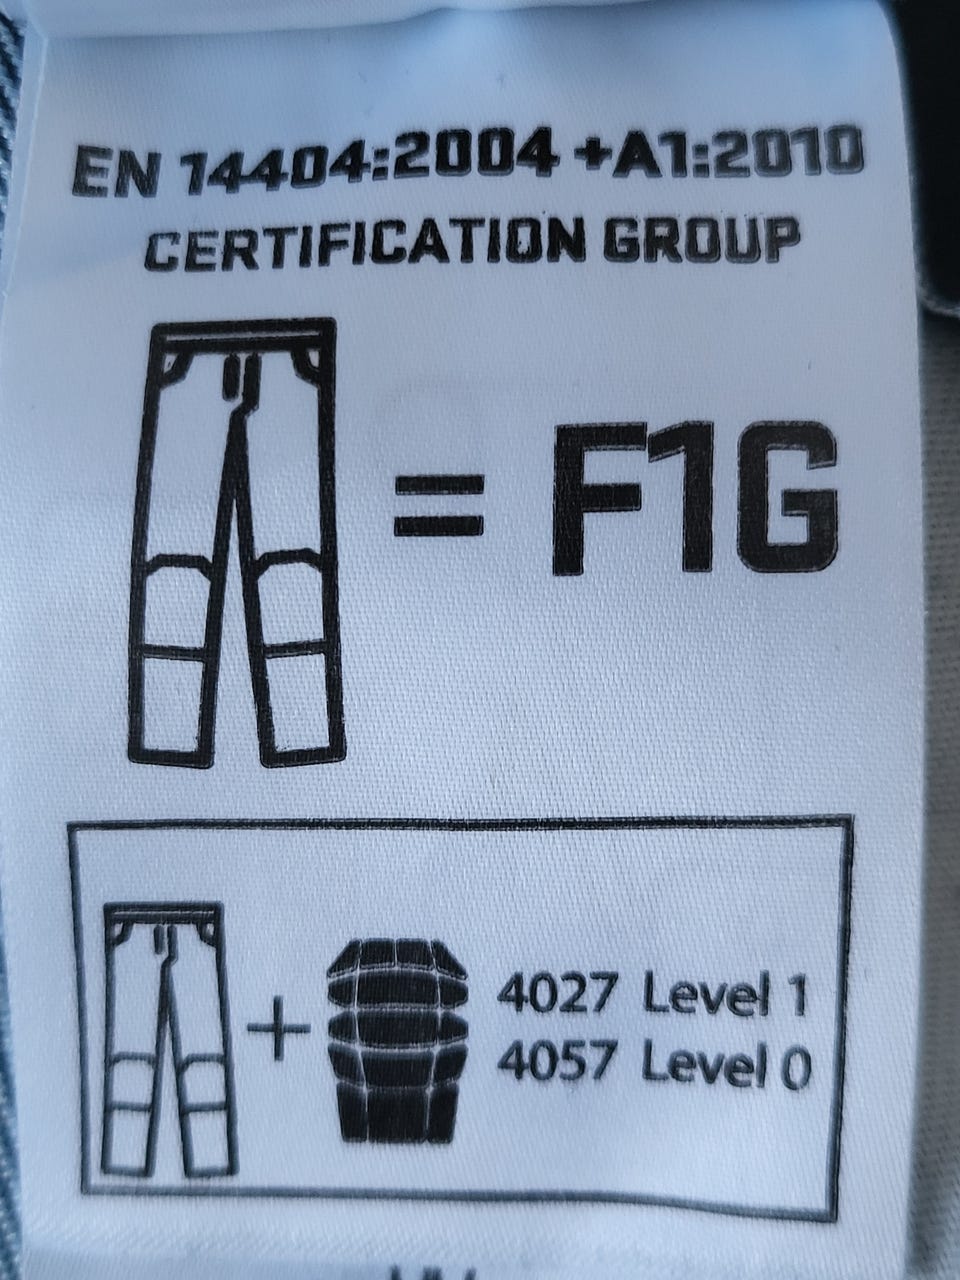 EN 14404:2004 +A1:2010
CERTIFICATION GROUP
= F1G
+ 4027 Level 1
4057 Level 0